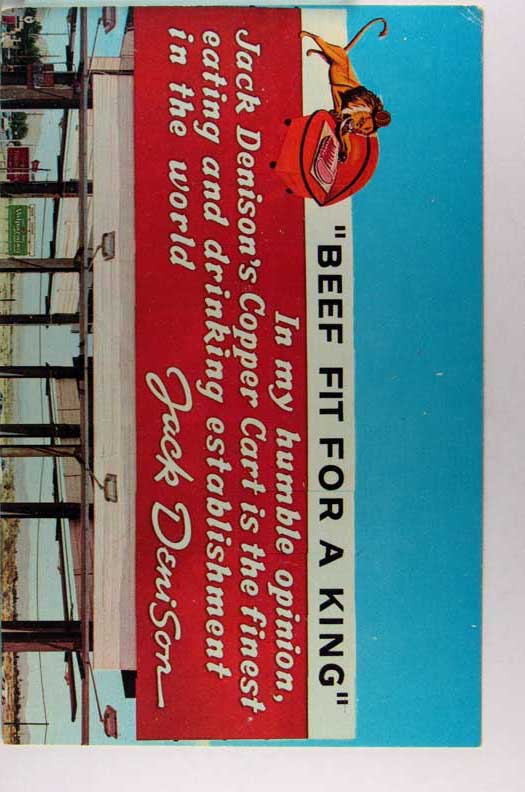 "BEEF FIT FOR A KING"
In my humble opinion,
Jack Denison's Copper Cart is the finest
eating and drinking establishment
in the world
Jack Denison